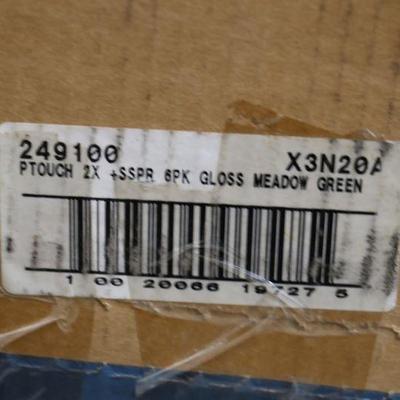 249100 X3N20A
PTOUCH 2X +SSPR 6PK GLOSS MEADOW GREEN
1 00 20066 19727 5